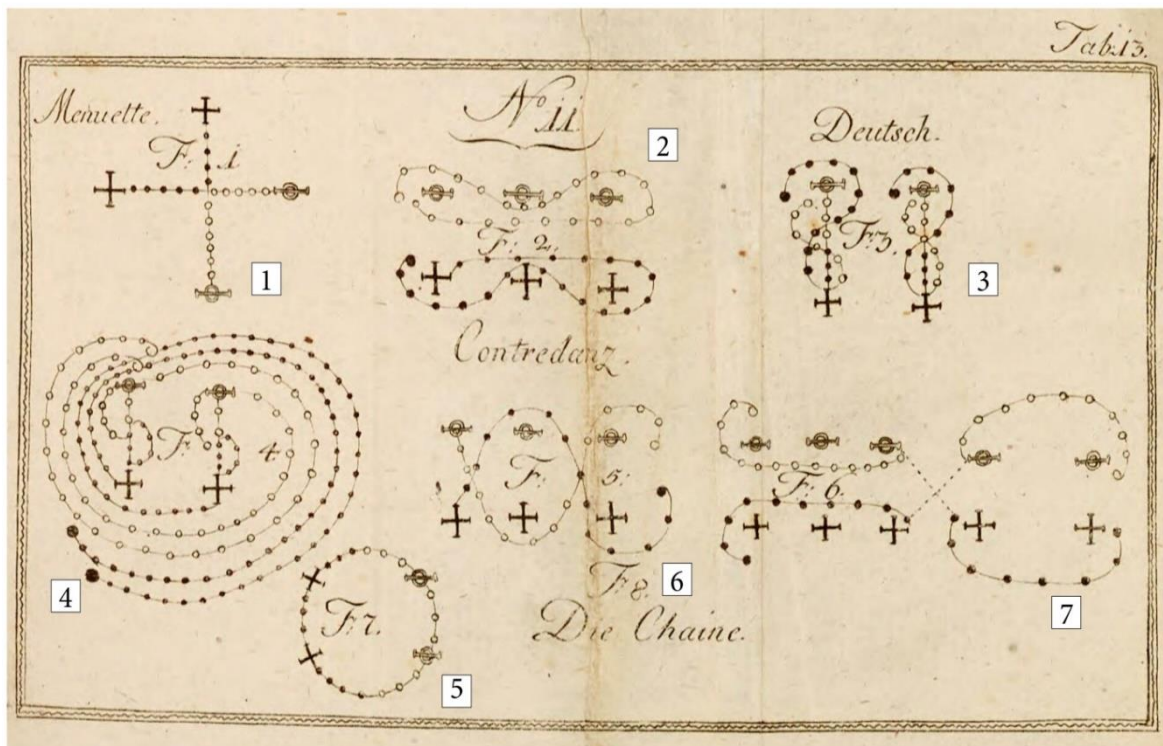 Tab: 13.
Menuette.
No. 11.
Deutsch.
F: 1
1
2
F: 2.
F: 3.
3
Contredanz.
F: 4.
4
F: 5.
6
F: 6.
7
F: 7.
5
F: 8.
Die Chaine.